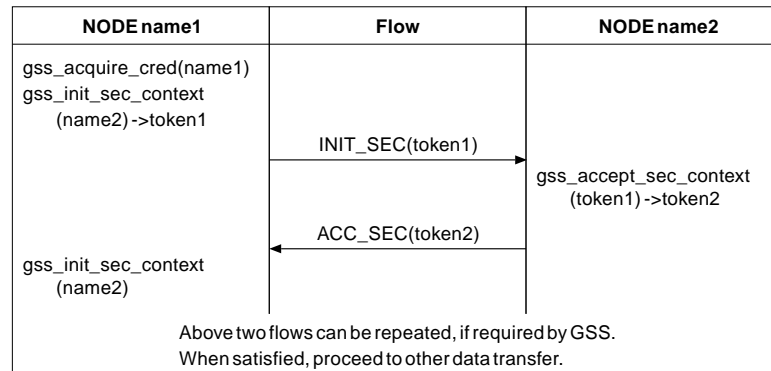 NODE name1 Flow NODE name2
gss_acquire_cred(name1)
gss_init_sec_context
(name2) ->token1
INIT_SEC(token1)
gss_accept_sec_context
(token1) ->token2
ACC_SEC(token2)
gss_init_sec_context
(name2)
Above two flows can be repeated, if required by GSS.
When satisfied, proceed to other data transfer.